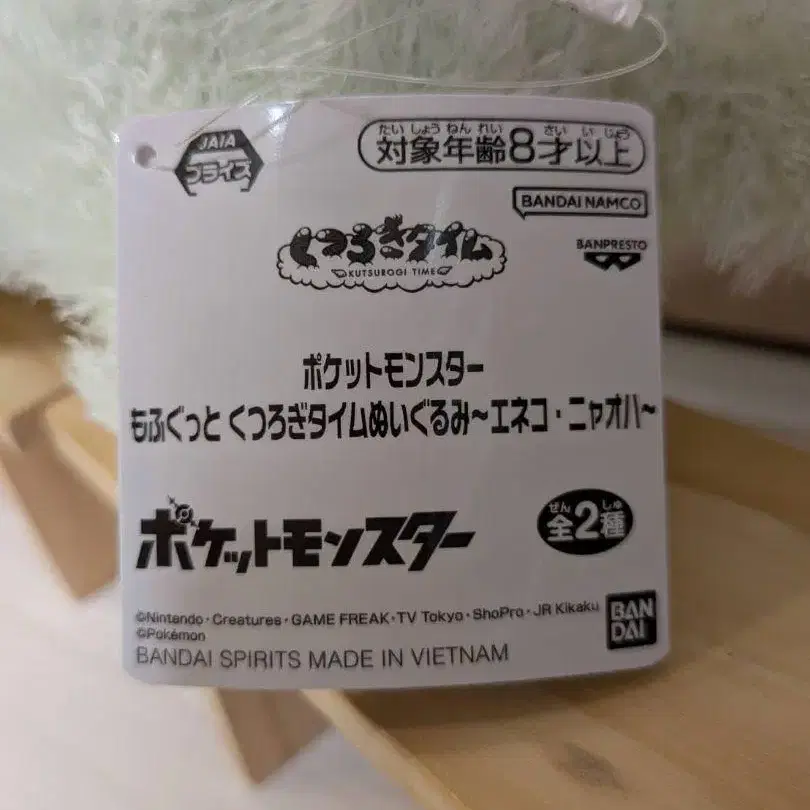 JAIA
プライズ
たいしょうねんれい さいいじょう
対象年齢8才以上
BANDAI NAMCO
BANPRESTO
くつろぎタイム
KUTSUROGI TIME
ポケットモンスター
もふぐっと くつろぎタイムぬいぐるみ~エネコ・ニャオハ~
ポケットモンスター
ぜん しゅ
全2種
©Nintendo・Creatures・GAME FREAK・TV Tokyo・ShoPro・JR Kikaku
©Pokémon
BANDAI SPIRITS MADE IN VIETNAM
BAN
DAI